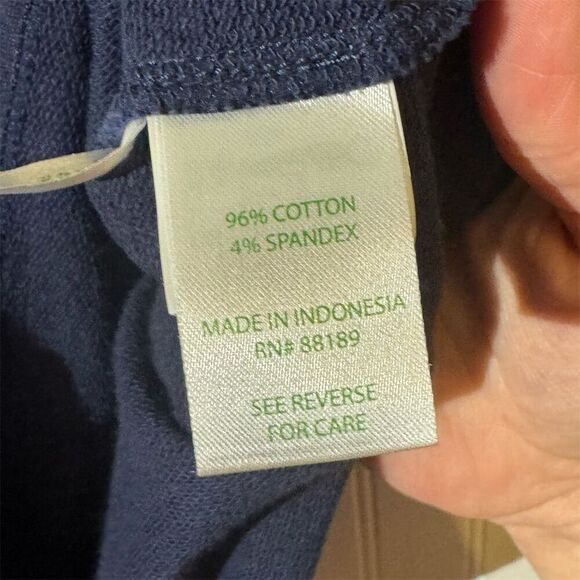 96% COTTON
4% SPANDEX
MADE IN INDONESIA
RN# 88189
SEE REVERSE
FOR CARE